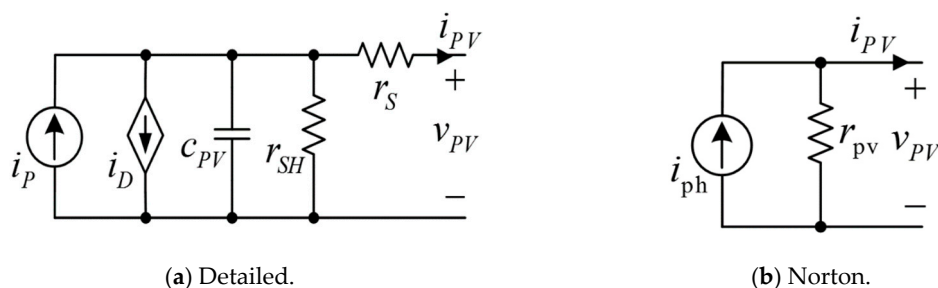 i_PV
r_S
+
i_P
i_D
c_PV
r_SH
v_PV
−
(a) Detailed.
i_PV
+
i_ph
r_pv
v_PV
−
(b) Norton.